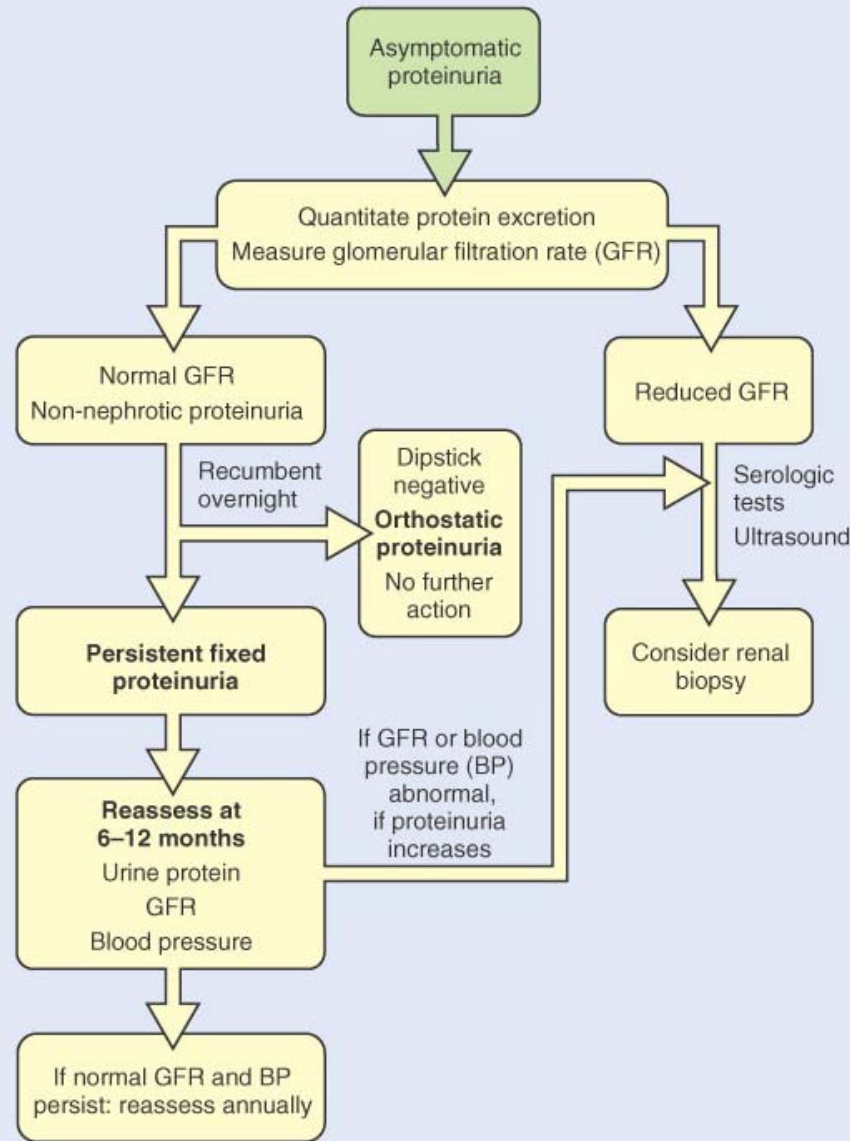 Asymptomatic
proteinuria
Quantitate protein excretion
Measure glomerular filtration rate (GFR)
Normal GFR
Non-nephrotic proteinuria
Reduced GFR
Recumbent
overnight
Dipstick
negative
Orthostatic
proteinuria
No further
action
Serologic
tests
Ultrasound
Persistent fixed
proteinuria
Consider renal
biopsy
If GFR or blood
pressure (BP)
abnormal,
if proteinuria
increases
Reassess at
6–12 months
Urine protein
GFR
Blood pressure
If normal GFR and BP
persist: reassess annually